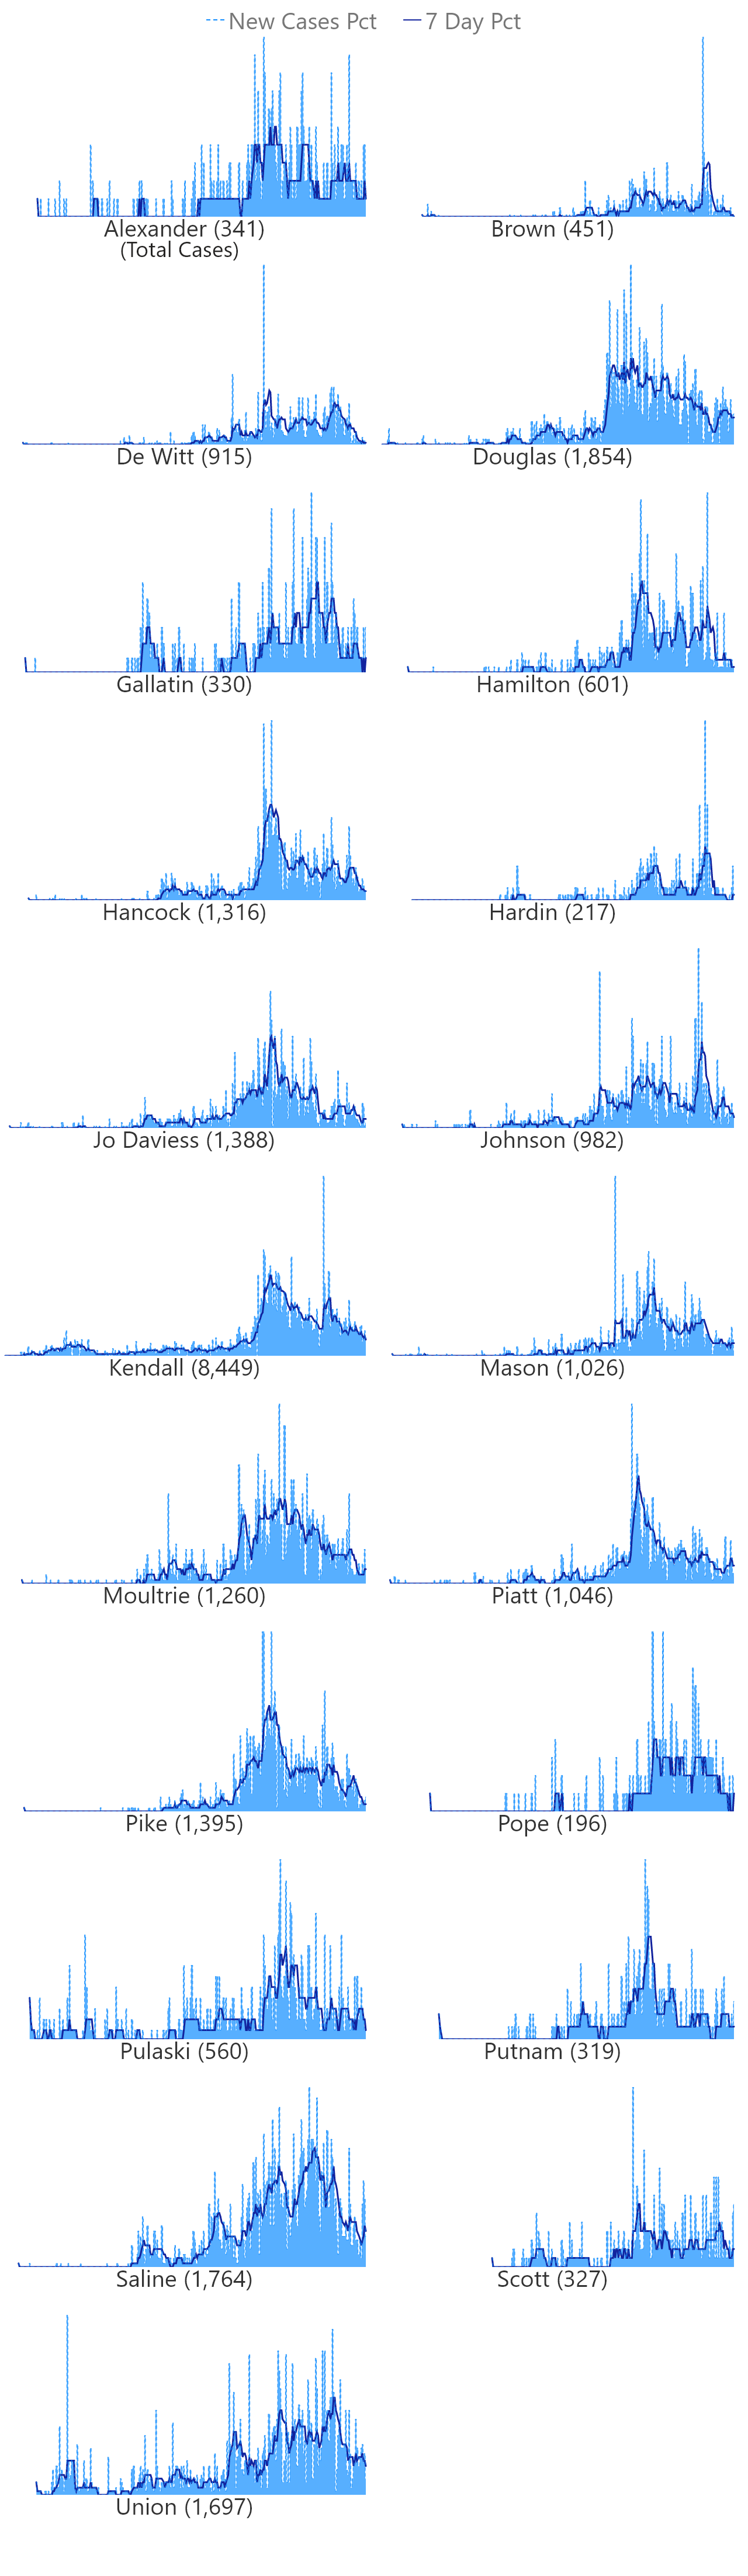 New Cases Pct 7 Day Pct
Alexander (341) Brown (451)
(Total Cases)
De Witt (915) Douglas (1,854)
Gallatin (330) Hamilton (601)
Hancock (1,316) Hardin (217)
Jo Daviess (1,388) Johnson (982)
Kendall (8,449) Mason (1,026)
Moultrie (1,260) Piatt (1,046)
Pike (1,395) Pope (196)
Pulaski (560) Putnam (319)
Saline (1,764) Scott (327)
Union (1,697)